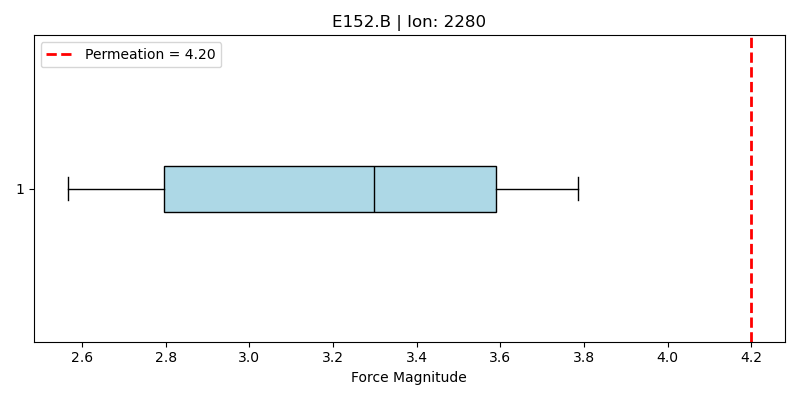 E152.B | Ion: 2280
Permeation = 4.20
1
2.6 2.8 3.0 3.2 3.4 3.6 3.8 4.0 4.2
Force Magnitude